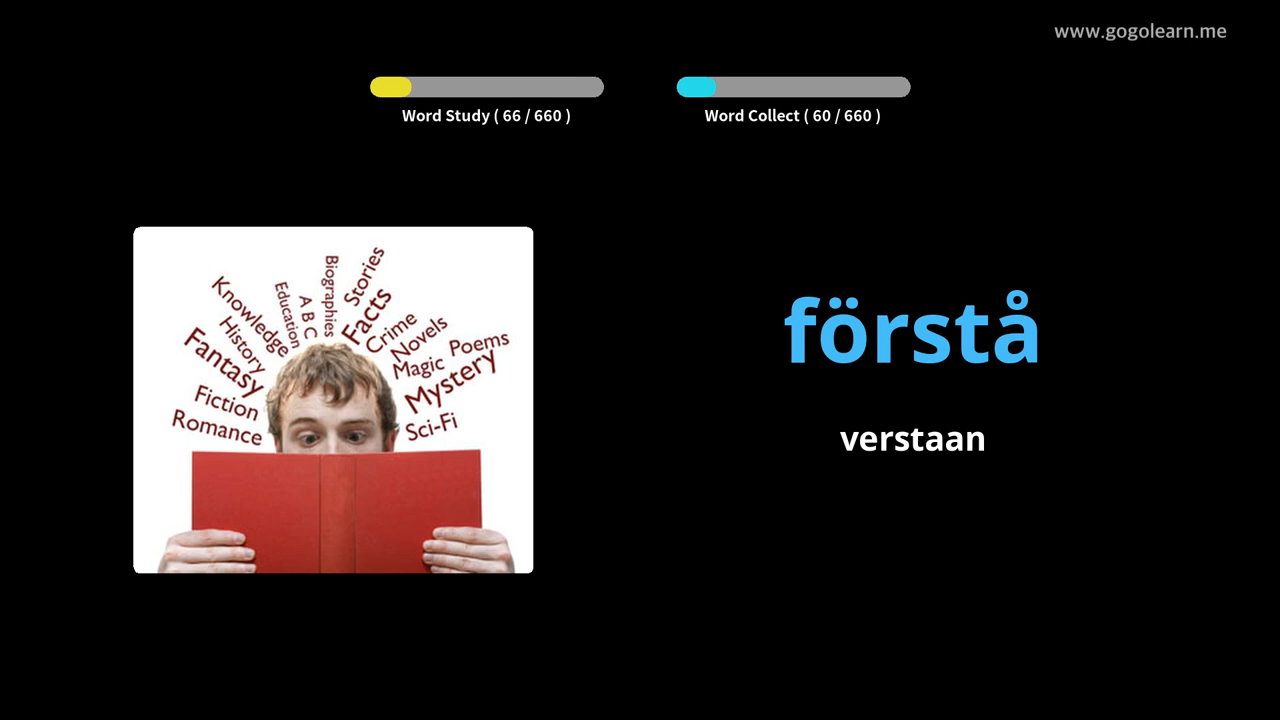 www.gogolearn.me
Word Study ( 66 / 660 )
Word Collect ( 60 / 660 )
Biographies
Stories
Knowledge
Education
A B C
Facts
Crime
History
Novels
Poems
Fantasy
Magic
Mystery
Fiction
Romance
Sci-Fi
förstå
verstaan